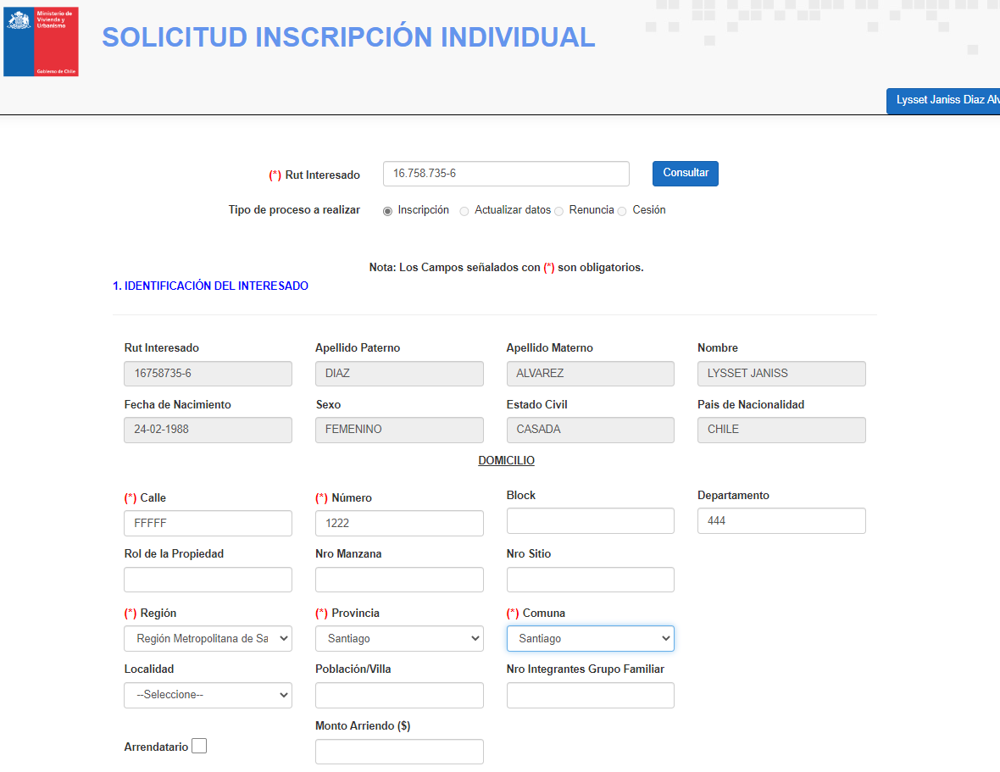 Ministerio de
Vivienda y
Urbanismo
Gobierno de Chile
SOLICITUD INSCRIPCIÓN INDIVIDUAL
Lysset Janiss Diaz Alv
(*) Rut Interesado 16.758.735-6 Consultar
Tipo de proceso a realizar Inscripción Actualizar datos Renuncia Cesión
Nota: Los Campos señalados con (*) son obligatorios.
1. IDENTIFICACIÓN DEL INTERESADO
Rut Interesado Apellido Paterno Apellido Materno Nombre
16758735-6 DIAZ ALVAREZ LYSSET JANISS
Fecha de Nacimiento Sexo Estado Civil Pais de Nacionalidad
24-02-1988 FEMENINO CASADA CHILE
DOMICILIO
(*) Calle (*) Número Block Departamento
FFFFF 1222 444
Rol de la Propiedad Nro Manzana Nro Sitio
(*) Región (*) Provincia (*) Comuna
Región Metropolitana de Sa Santiago Santiago
Localidad Población/Villa Nro Integrantes Grupo Familiar
--Seleccione--
Monto Arriendo ($)
Arrendatario